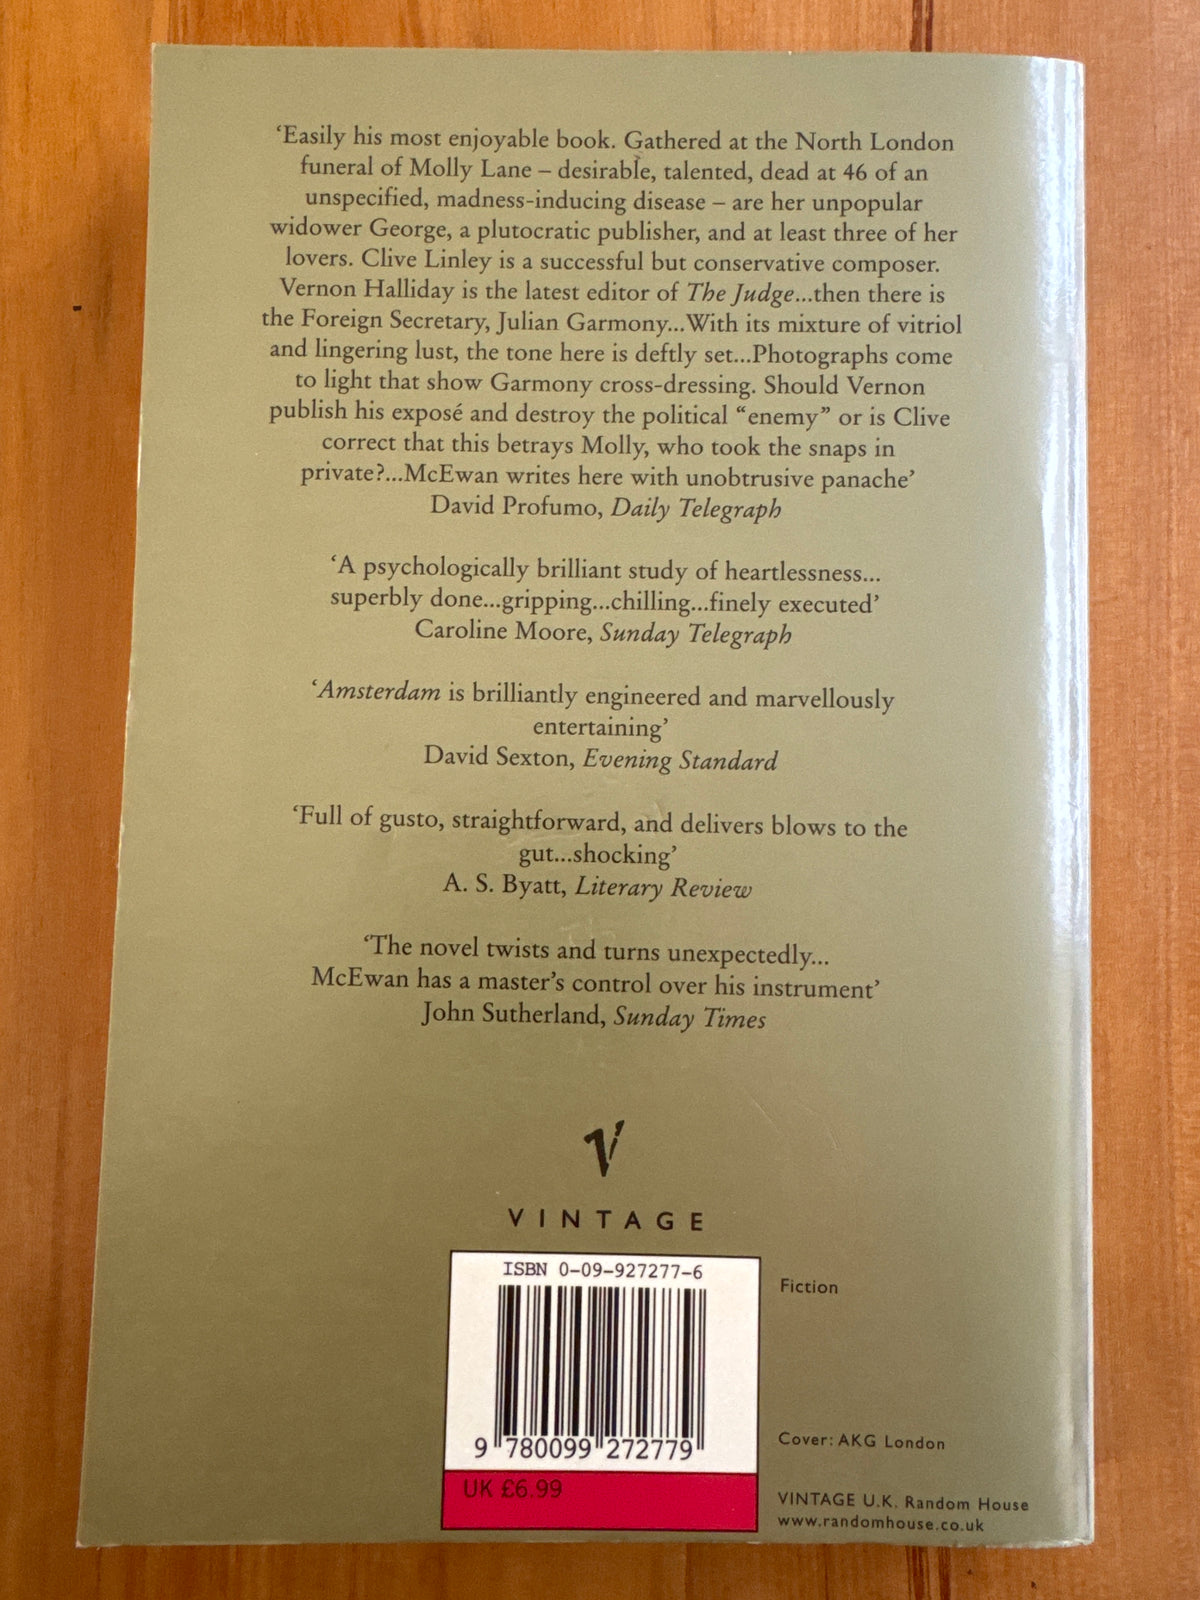 ‘Easily his most enjoyable book. Gathered at the North London
funeral of Molly Lane – desirable, talented, dead at 46 of an
unspecified, madness-inducing disease – are her unpopular
widower George, a plutocratic publisher, and at least three of her
lovers. Clive Linley is a successful but conservative composer.
Vernon Halliday is the latest editor of The Judge...then there is
the Foreign Secretary, Julian Garmony...With its mixture of vitriol
and lingering lust, the tone here is deftly set...Photographs come
to light that show Garmony cross-dressing. Should Vernon
publish his exposé and destroy the political “enemy” or is Clive
correct that this betrays Molly, who took the snaps in
private?...McEwan writes here with unobtrusive panache’
David Profumo, Daily Telegraph
‘A psychologically brilliant study of heartlessness...
superbly done...gripping...chilling...finely executed’
Caroline Moore, Sunday Telegraph
‘Amsterdam is brilliantly engineered and marvellously
entertaining’
David Sexton, Evening Standard
‘Full of gusto, straightforward, and delivers blows to the
gut...shocking’
A. S. Byatt, Literary Review
‘The novel twists and turns unexpectedly...
McEwan has a master’s control over his instrument’
John Sutherland, Sunday Times
V
VINTAGE
ISBN 0-09-927277-6
9 780099 272779
UK £6.99
Fiction
Cover: AKG London
VINTAGE U.K. Random House
www.randomhouse.co.uk